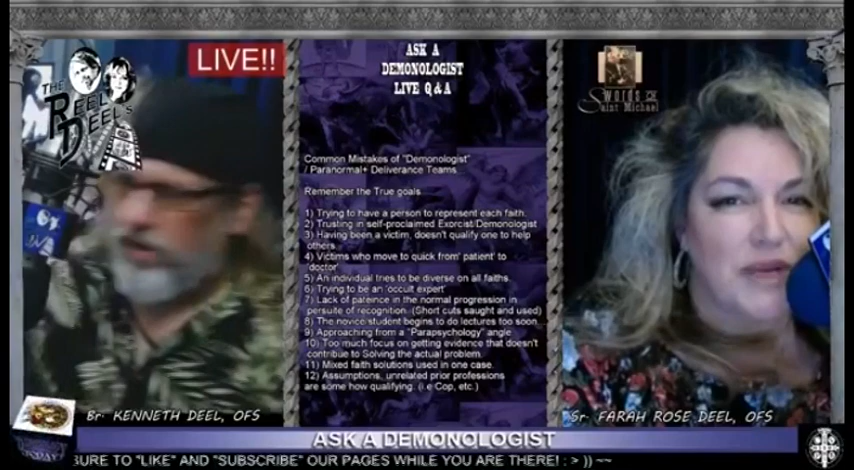 LIVE!!
THE
REEL
DEEL's
ASK A
DEMONOLOGIST
LIVE Q & A
Common Mistakes of "Demonologist"
/ Paranormal+ Deliverance Teams.
Remember the True goals
1) Trying to have a person to represent each faith.
2) Trusting in self-proclaimed Exorcist/Demonologist
3) Having been a victim, doesn't qualify one to help
others.
4) Victims who move to quick from' patient' to
'doctor'
5) An individual tries to be diverse on all faiths.
6) Trying to be an 'occult expert'
7) Lack of pateince in the normal progression in
persuite of recognition. (Short cuts saught and used)
8) The novice student begins to do lectures too soon.
9) Approaching from a "Parapsychology" angle
10) Too much focus on getting evidence that doesn't
contribue to Solving the actual problem.
11) Mixed faith solutions used in one case.
12) Assumptions, unrelated prior professions
are some how qualifying. (i.e Cop, etc.)
Swords of
Saint Michael
Br. KENNETH DEEL, OFS
Sr. FARAH ROSE DEEL, OFS
ASK A DEMONOLOGIST
SURE TO "LIKE" AND "SUBSCRIBE" OUR PAGES WHILE YOU ARE THERE! : > )) ~~